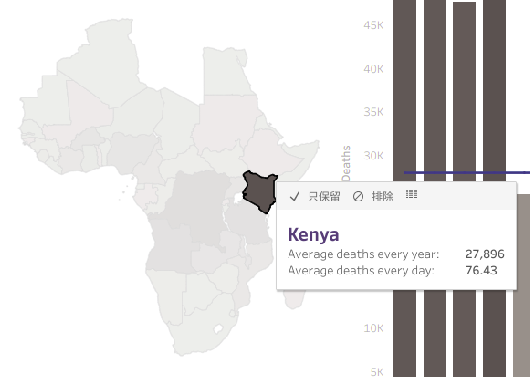 45K
40K
35K
30K
Deaths
只保留 排除
Kenya
Average deaths every year: 27,896
Average deaths every day: 76.43
10K
5K